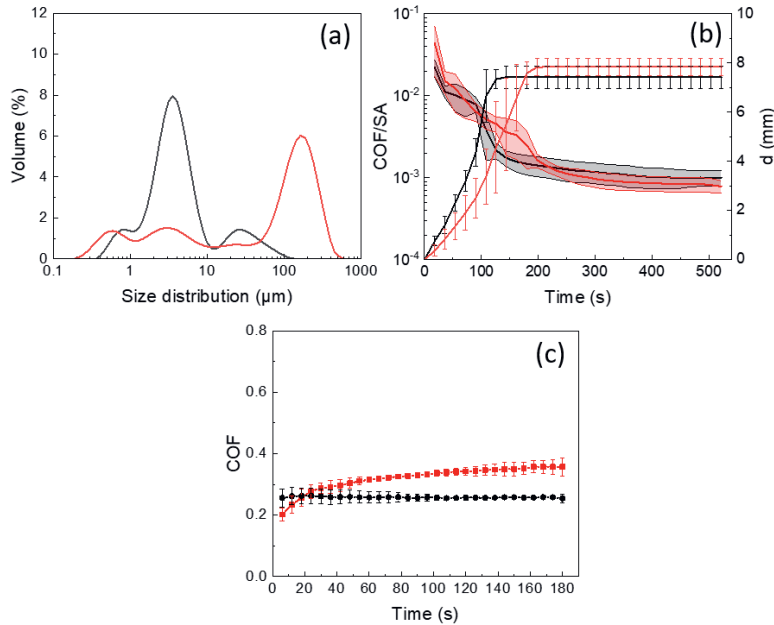 (a)
12
10
8
6
4
2
0
Volume (%)
0.1 1 10 100 1000
Size distribution (µm)
(b)
10-1
10-2
10-3
10-4
COF/SA
10
8
6
4
2
0
d (mm)
0 100 200 300 400 500
Time (s)
(c)
0.8
0.6
0.4
0.2
0.0
COF
0 20 40 60 80 100 120 140 160 180
Time (s)